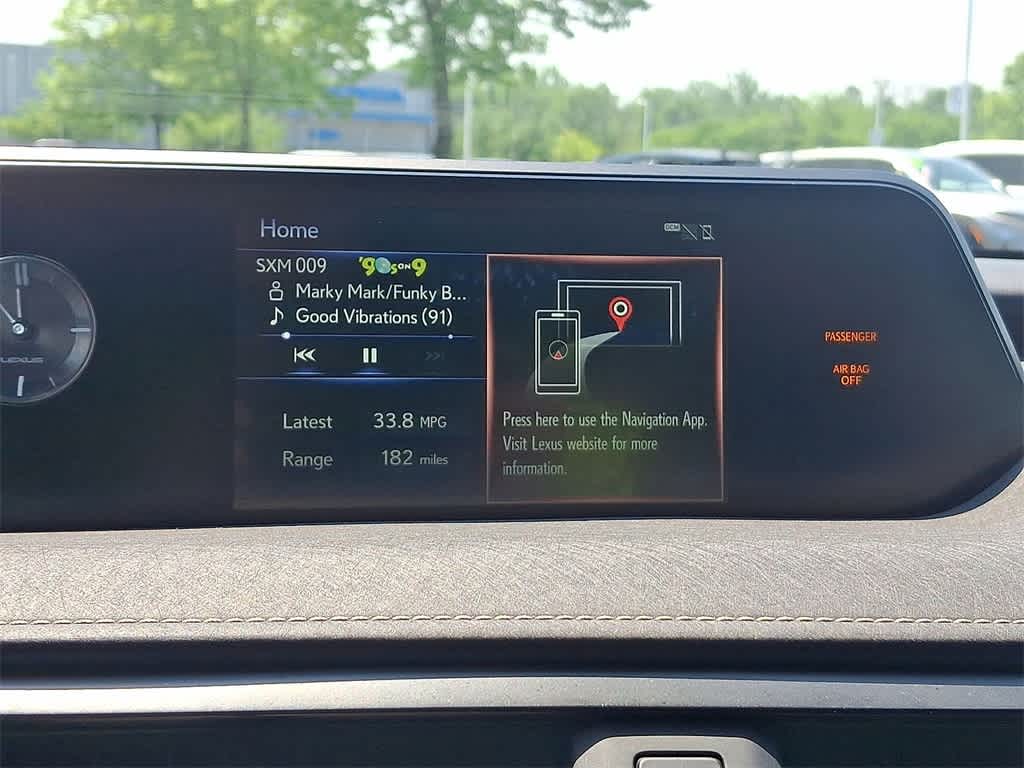 Home
DCM
SXM 009 '90s ON 9
Marky Mark/Funky B...
Good Vibrations (91)
Latest 33.8 MPG
Range 182 miles
Press here to use the Navigation App.
Visit Lexus website for more
information.
PASSENGER
AIR BAG
OFF
LEXUS